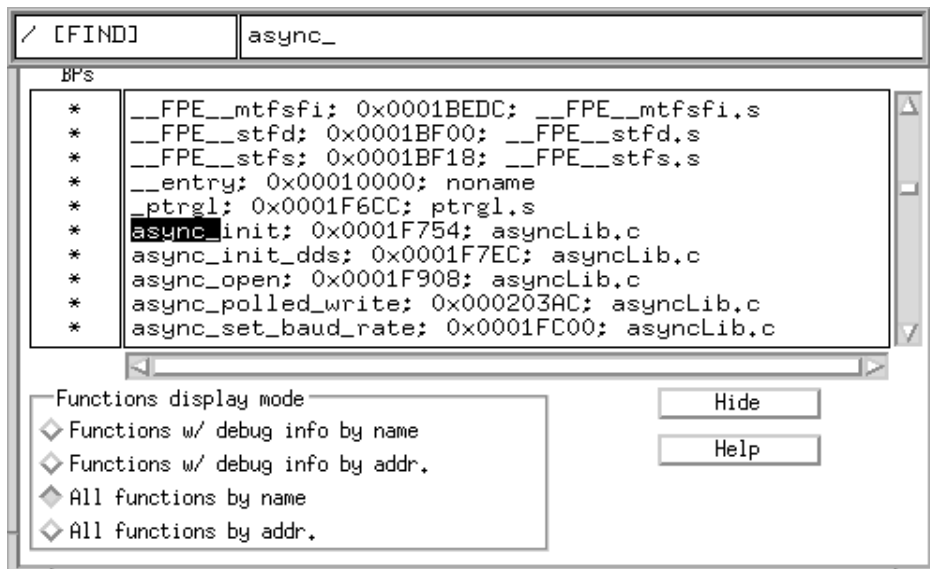 / [FIND] async_
BPs
* __FPE__mtfsfi; 0x0001BEDC; __FPE__mtfsfi.s
* __FPE__stfd; 0x0001BF00; __FPE__stfd.s
* __FPE__stfs; 0x0001BF18; __FPE__stfs.s
* __entry; 0x00010000; noname
* _ptrgl; 0x0001F6CC; ptrgl.s
* async_init; 0x0001F754; asyncLib.c
* async_init_dds; 0x0001F7EC; asyncLib.c
* async_open; 0x0001F908; asyncLib.c
* async_polled_write; 0x000203AC; asyncLib.c
* async_set_baud_rate; 0x0001FC00; asyncLib.c
Functions display mode
Functions w/ debug info by name
Functions w/ debug info by addr.
All functions by name
All functions by addr.
Hide
Help